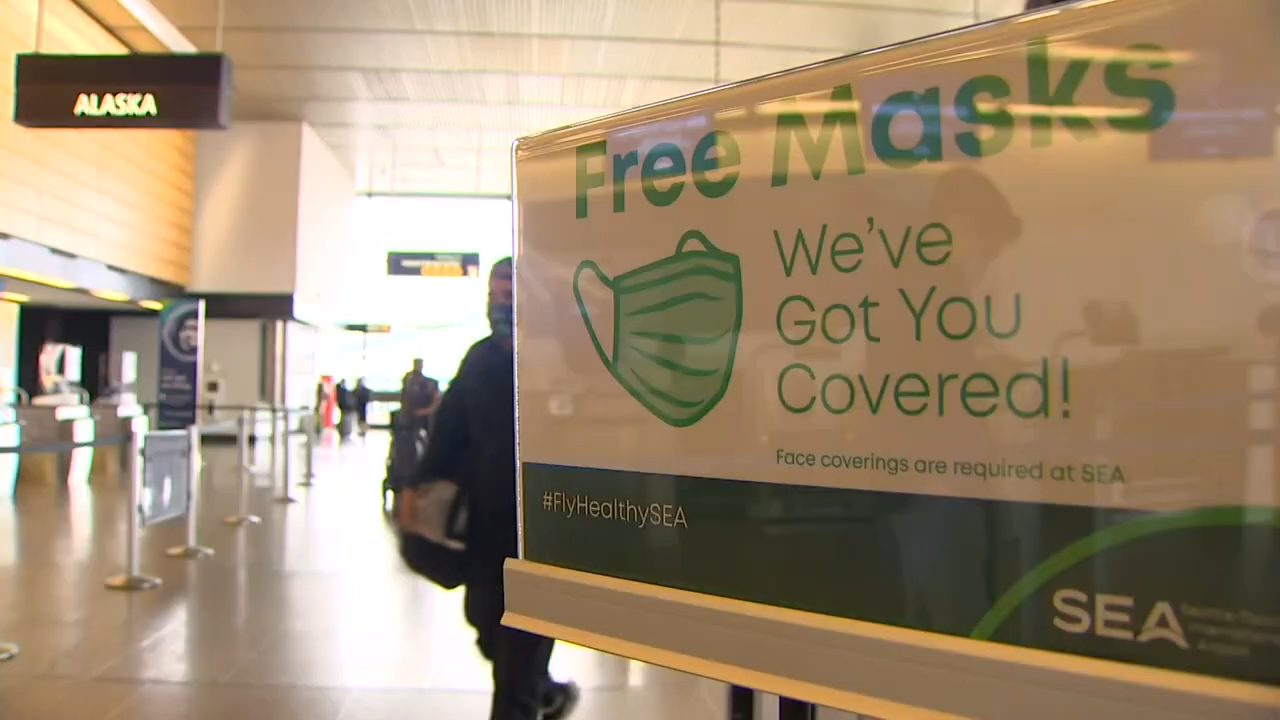 ALASKA
Free Masks
We've
Got You
Covered!
Face coverings are required at SEA
#FlyHealthySEA
SEA